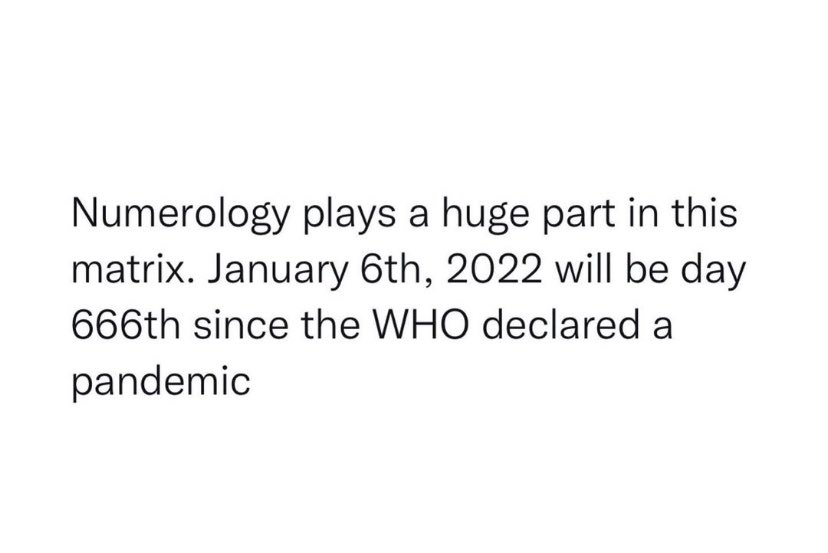 Numerology plays a huge part in this
matrix. January 6th, 2022 will be day
666th since the WHO declared a
pandemic